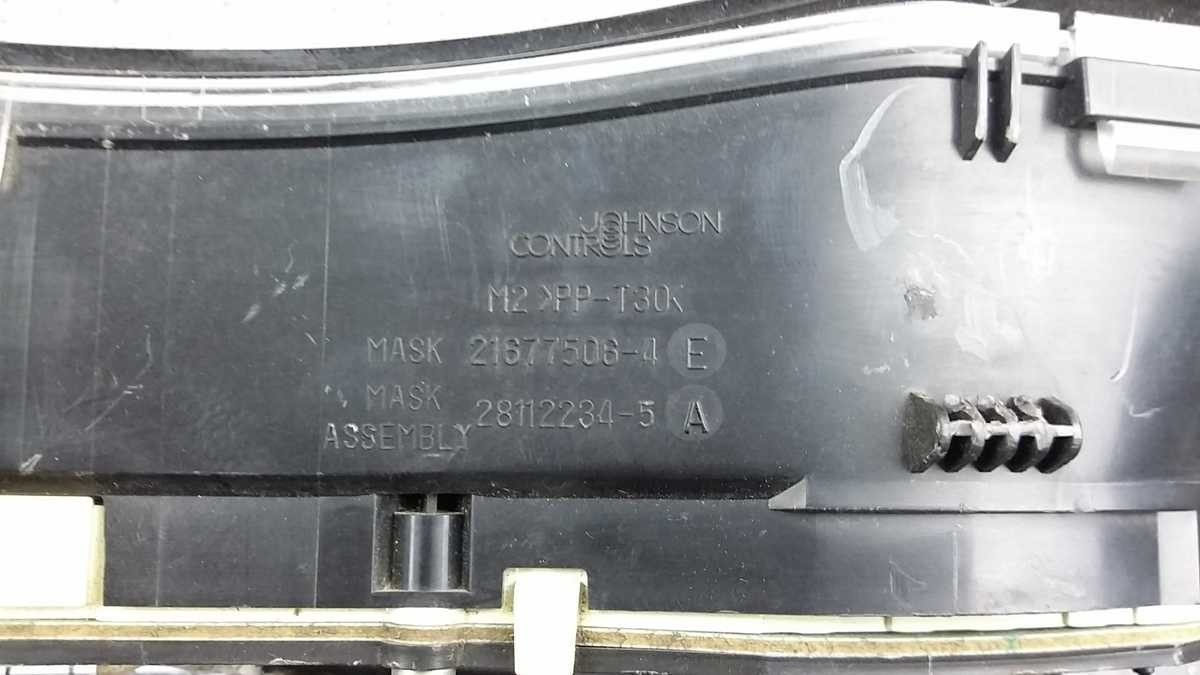 JOHNSON
CONTROLS
M2 >PP-T30<
MASK 21677506-4 E
MASK
ASSEMBLY 28112234-5 A